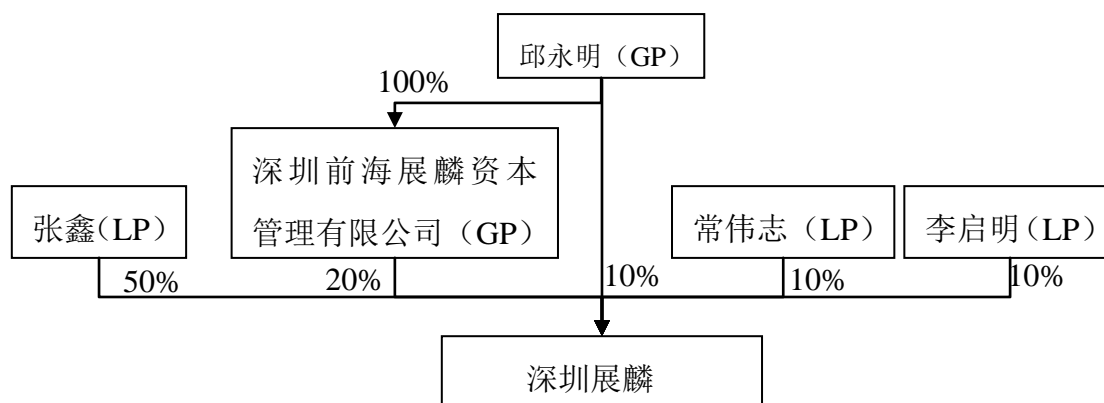 邱永明（GP）
100%
深圳前海展麟资本
管理有限公司（GP）
张鑫(LP)
常伟志（LP）
李启明(LP)
50%
20%
10%
10%
10%
深圳展麟